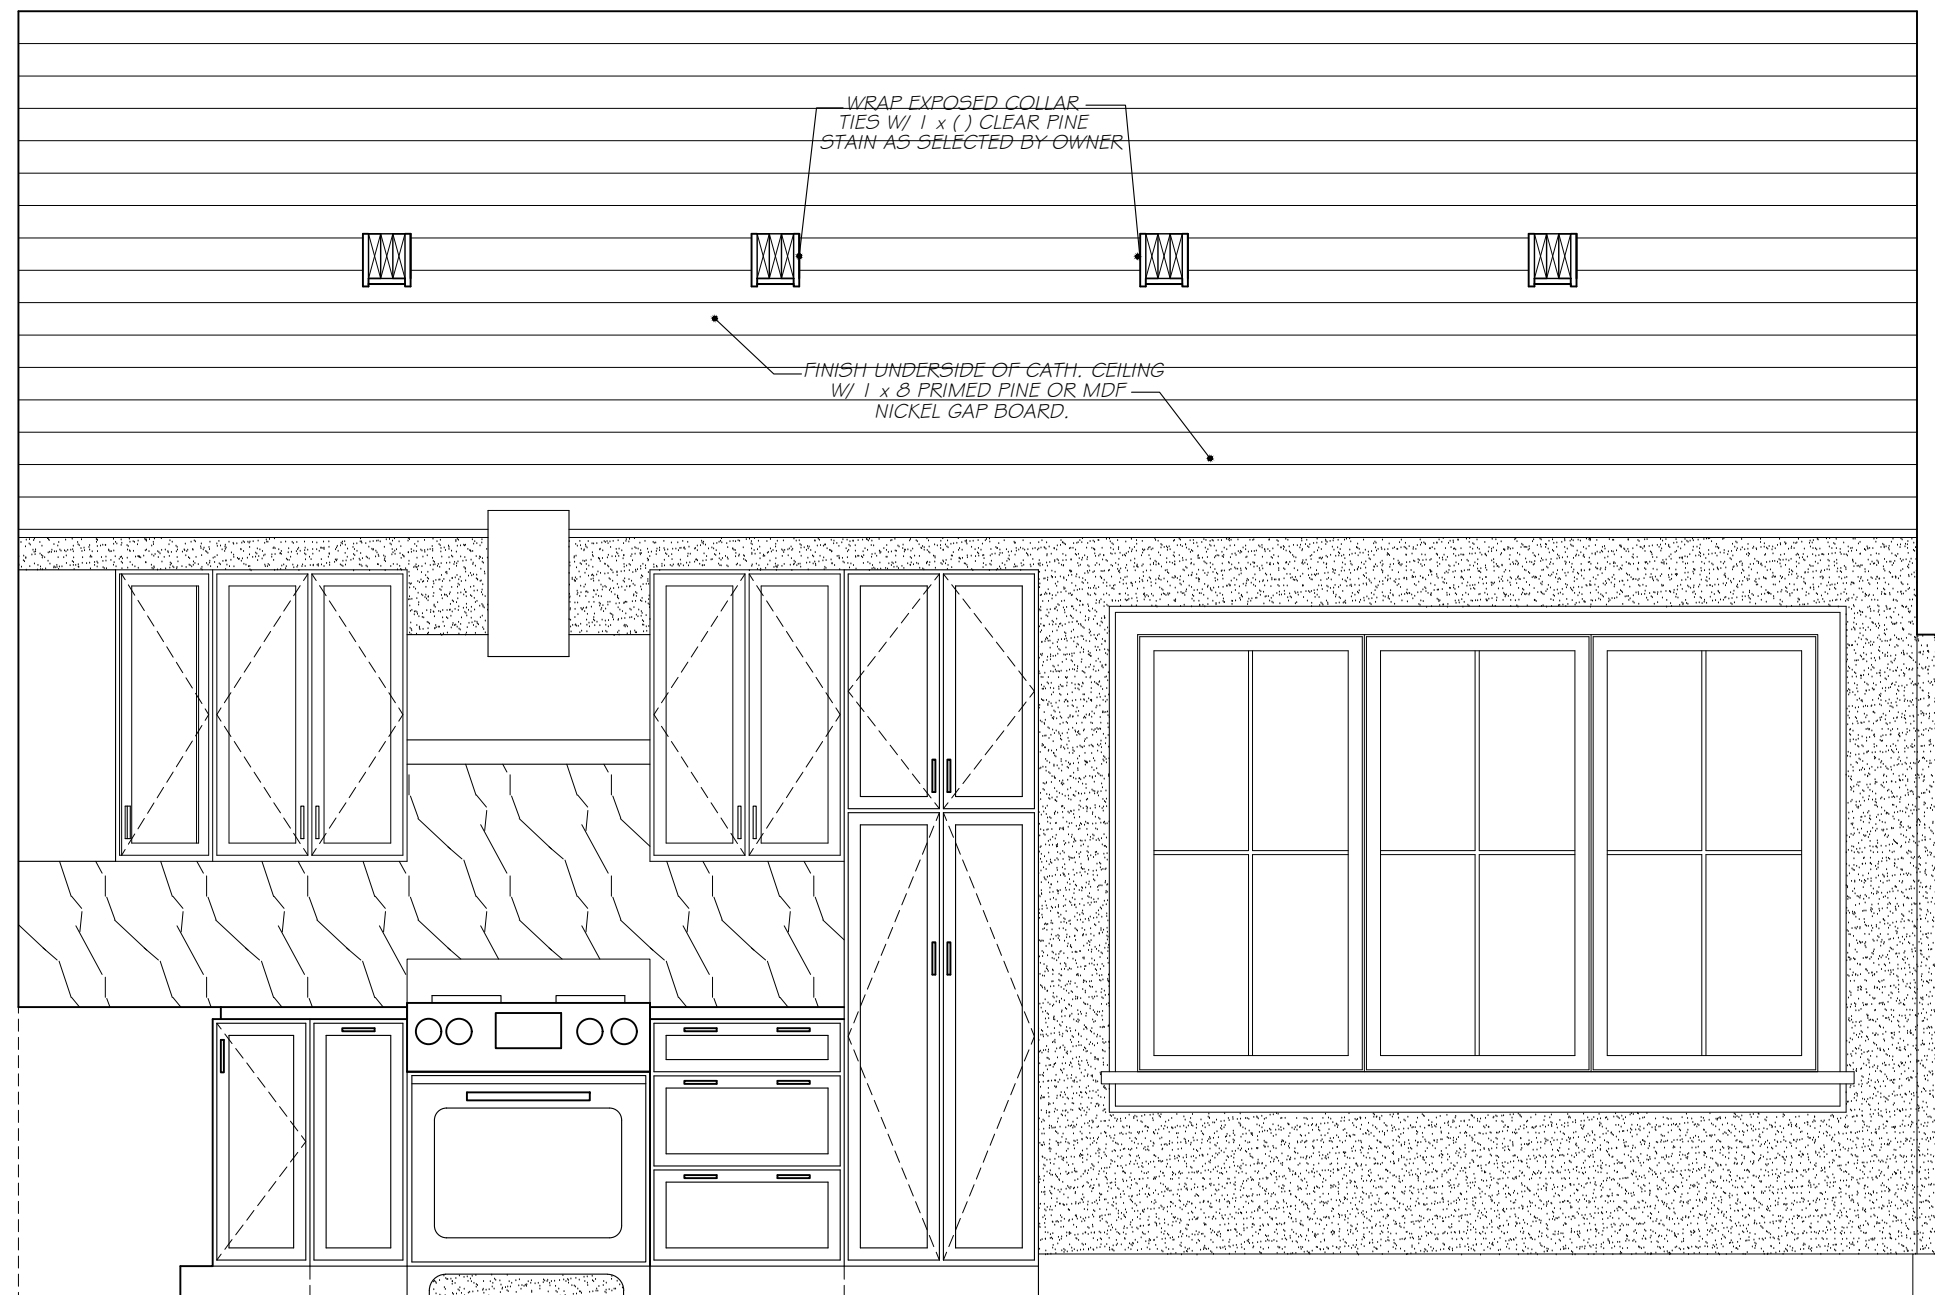 WRAP EXPOSED COLLAR
TIES W/ 1 x ( ) CLEAR PINE
STAIN AS SELECTED BY OWNER
FINISH UNDERSIDE OF CATH. CEILING
W/ 1 x 8 PRIMED PINE OR MDF
NICKEL GAP BOARD.